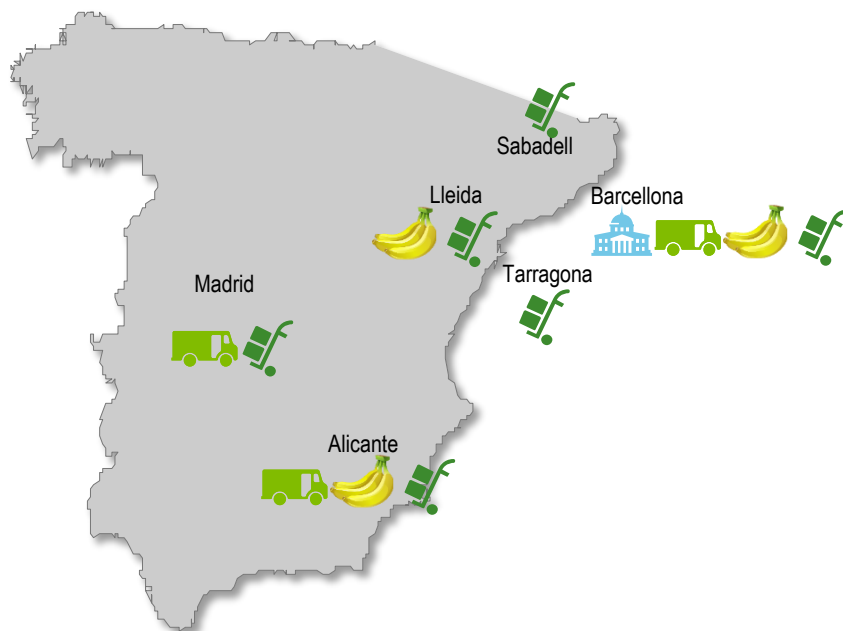 Sabadell
Lleida
Barcellona
Tarragona
Madrid
Alicante